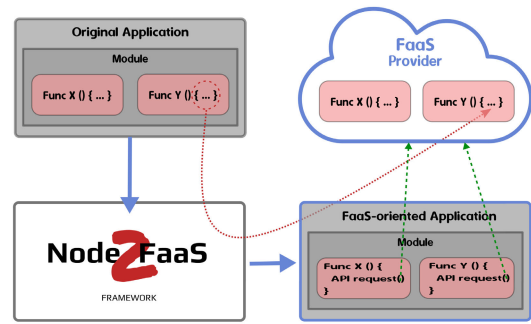 Original Application
Module
Func X () { ... }
Func Y () { ... }
FaaS
Provider
Func X () { ... }
Func Y () { ... }
Node2FaaS
FRAMEWORK
FaaS-oriented Application
Module
Func X () {
API request()
}
Func Y () {
API request()
}